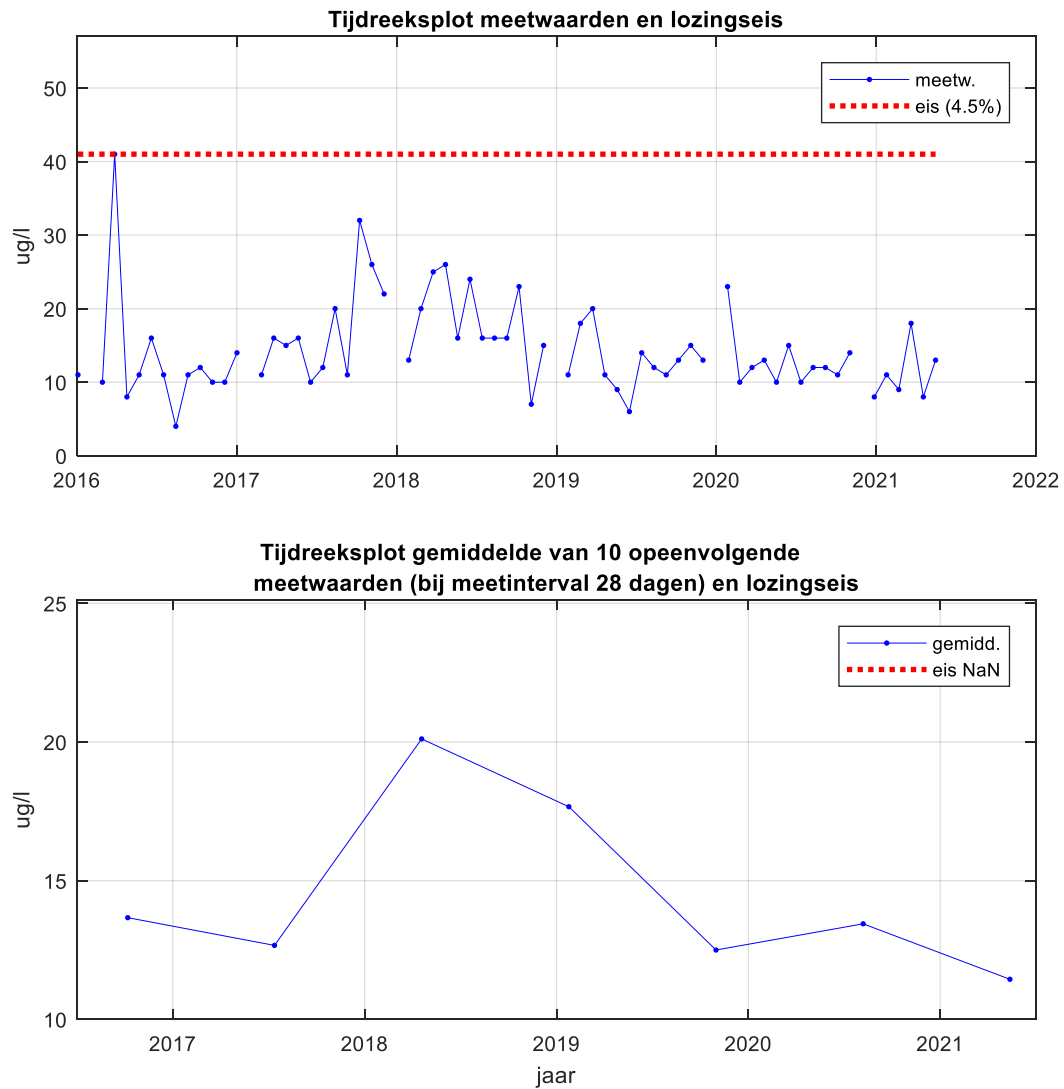 Tijdreeksplot meetwaarden en lozingseis
50
40
30
20
10
0
ug/l
meetw.
eis (4.5%)
2016 2017 2018 2019 2020 2021 2022
Tijdreeksplot gemiddelde van 10 opeenvolgende
meetwaarden (bij meetinterval 28 dagen) en lozingseis
25
20
15
10
ug/l
gemidd.
eis NaN
2017 2018 2019 2020 2021
jaar